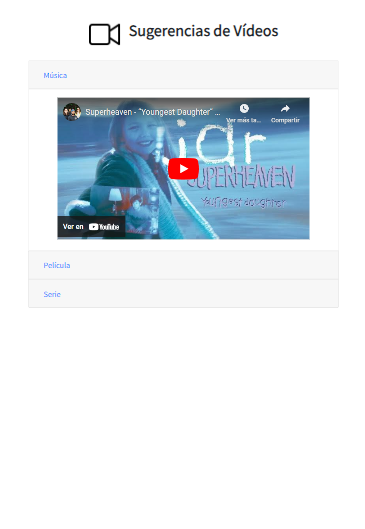 Sugerencias de Vídeos
Música
Superheaven - "Youngest Daughter" ...
Ver más ta...
Compartir
jar
SUPERHEAVEN
Youngest daughter
Ver en YouTube
Película
Serie